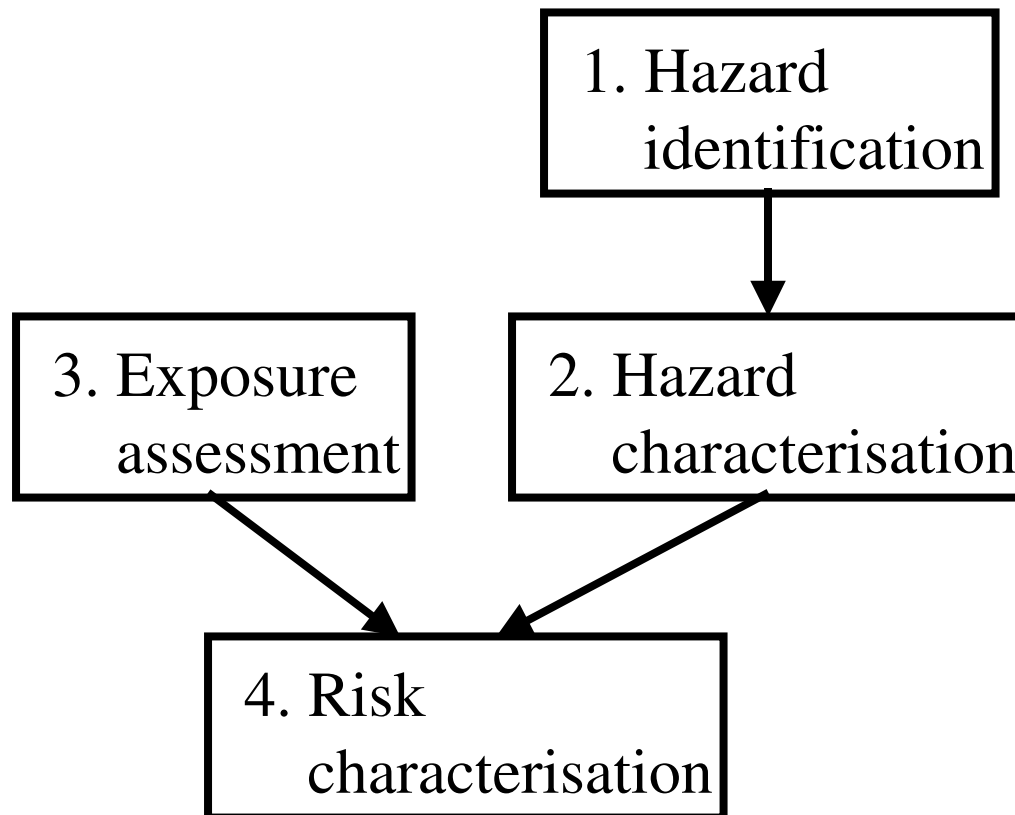 1. Hazard
identification
3. Exposure
assessment
2. Hazard
characterisation
4. Risk
characterisation